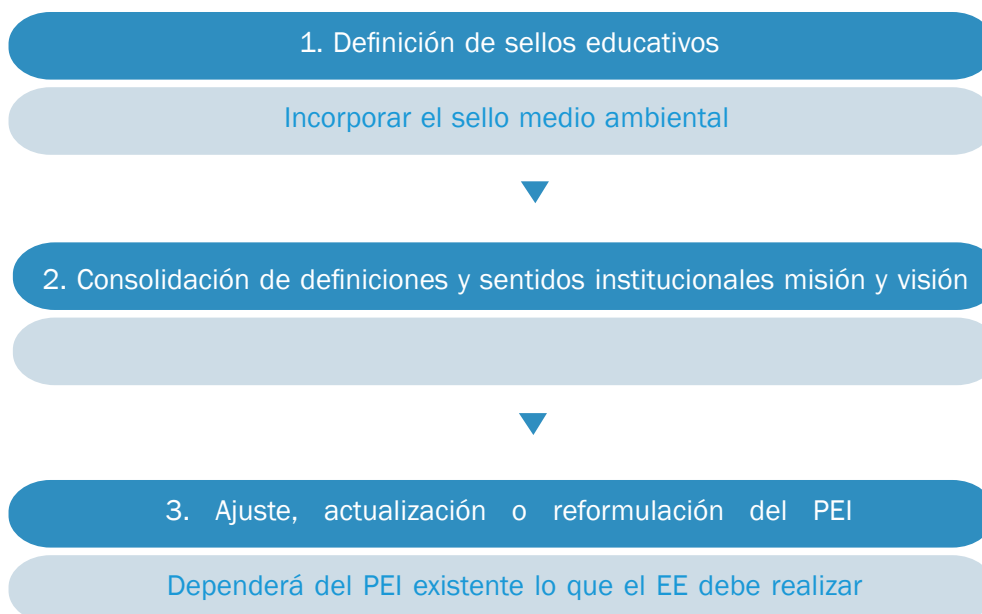 1. Definición de sellos educativos
Incorporar el sello medio ambiental
2. Consolidación de definiciones y sentidos institucionales misión y visión
3. Ajuste, actualización o reformulación del PEI
Dependerá del PEI existente lo que el EE debe realizar